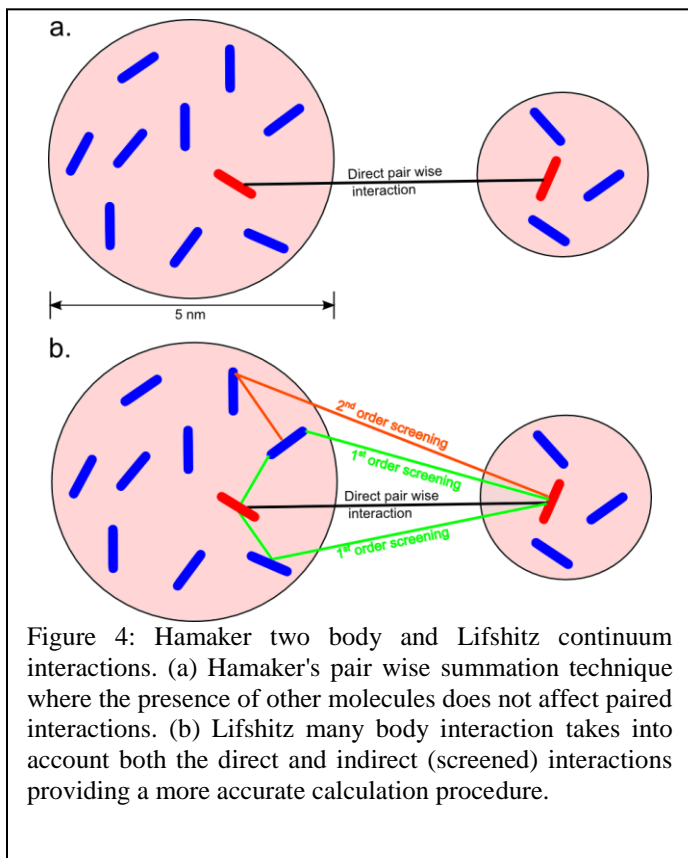 a.
Direct pair wise
interaction
5 nm
b.
2nd order screening
1st order screening
Direct pair wise
interaction
1st order screening
Figure 4: Hamaker two body and Lifshitz continuum
interactions. (a) Hamaker's pair wise summation technique
where the presence of other molecules does not affect paired
interactions. (b) Lifshitz many body interaction takes into
account both the direct and indirect (screened) interactions
providing a more accurate calculation procedure.